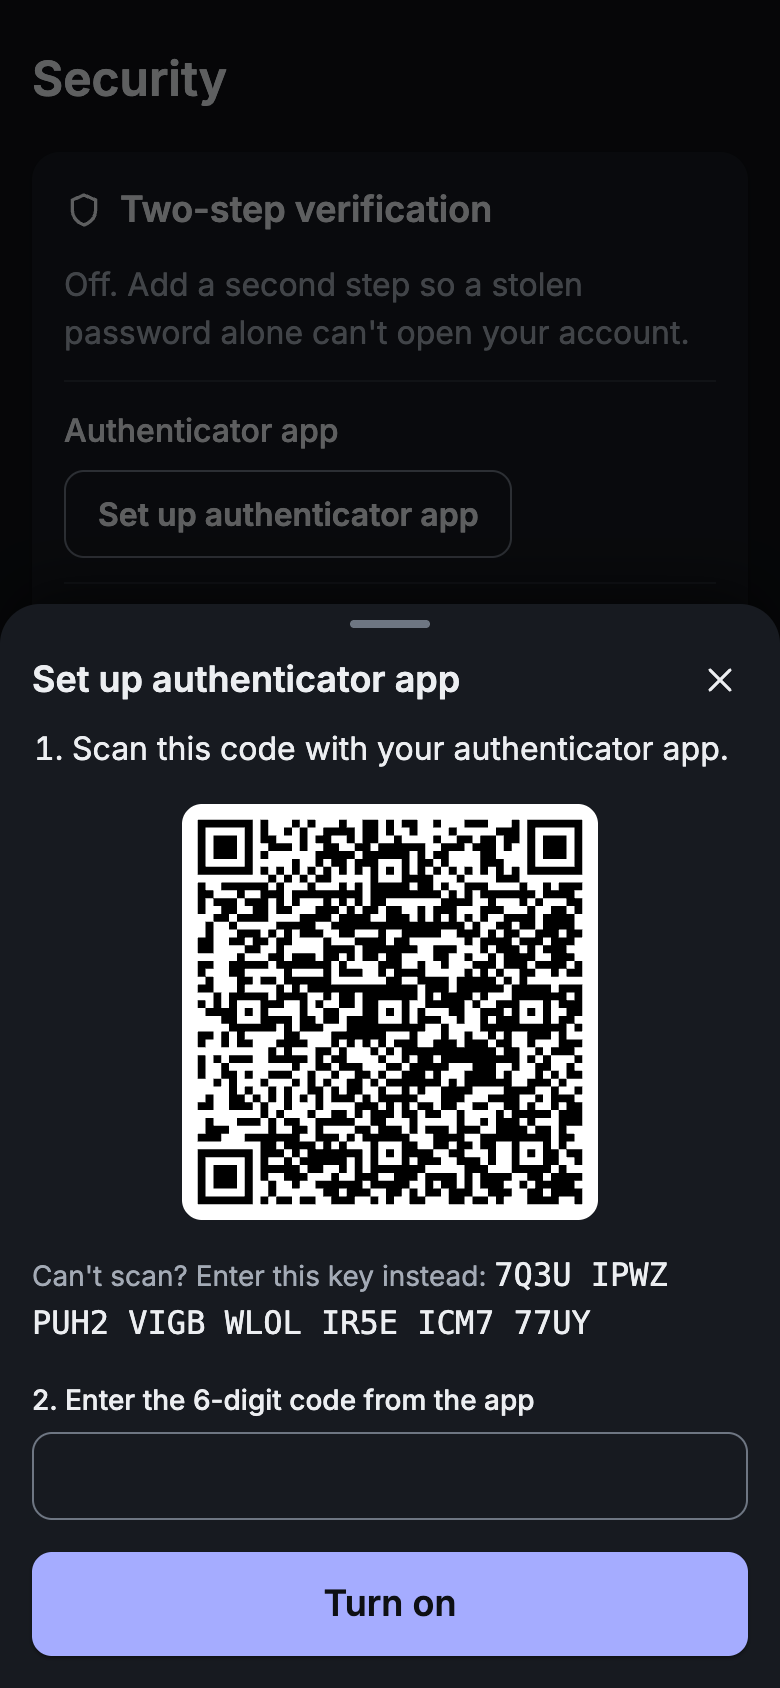 Security
Two-step verification
Off. Add a second step so a stolen
password alone can't open your account.
Authenticator app
Set up authenticator app
Set up authenticator app
1. Scan this code with your authenticator app.
Can't scan? Enter this key instead: 7Q3U IPWZ
PUH2 VIGB WLOL IR5E ICM7 77UY
2. Enter the 6-digit code from the app
Turn on